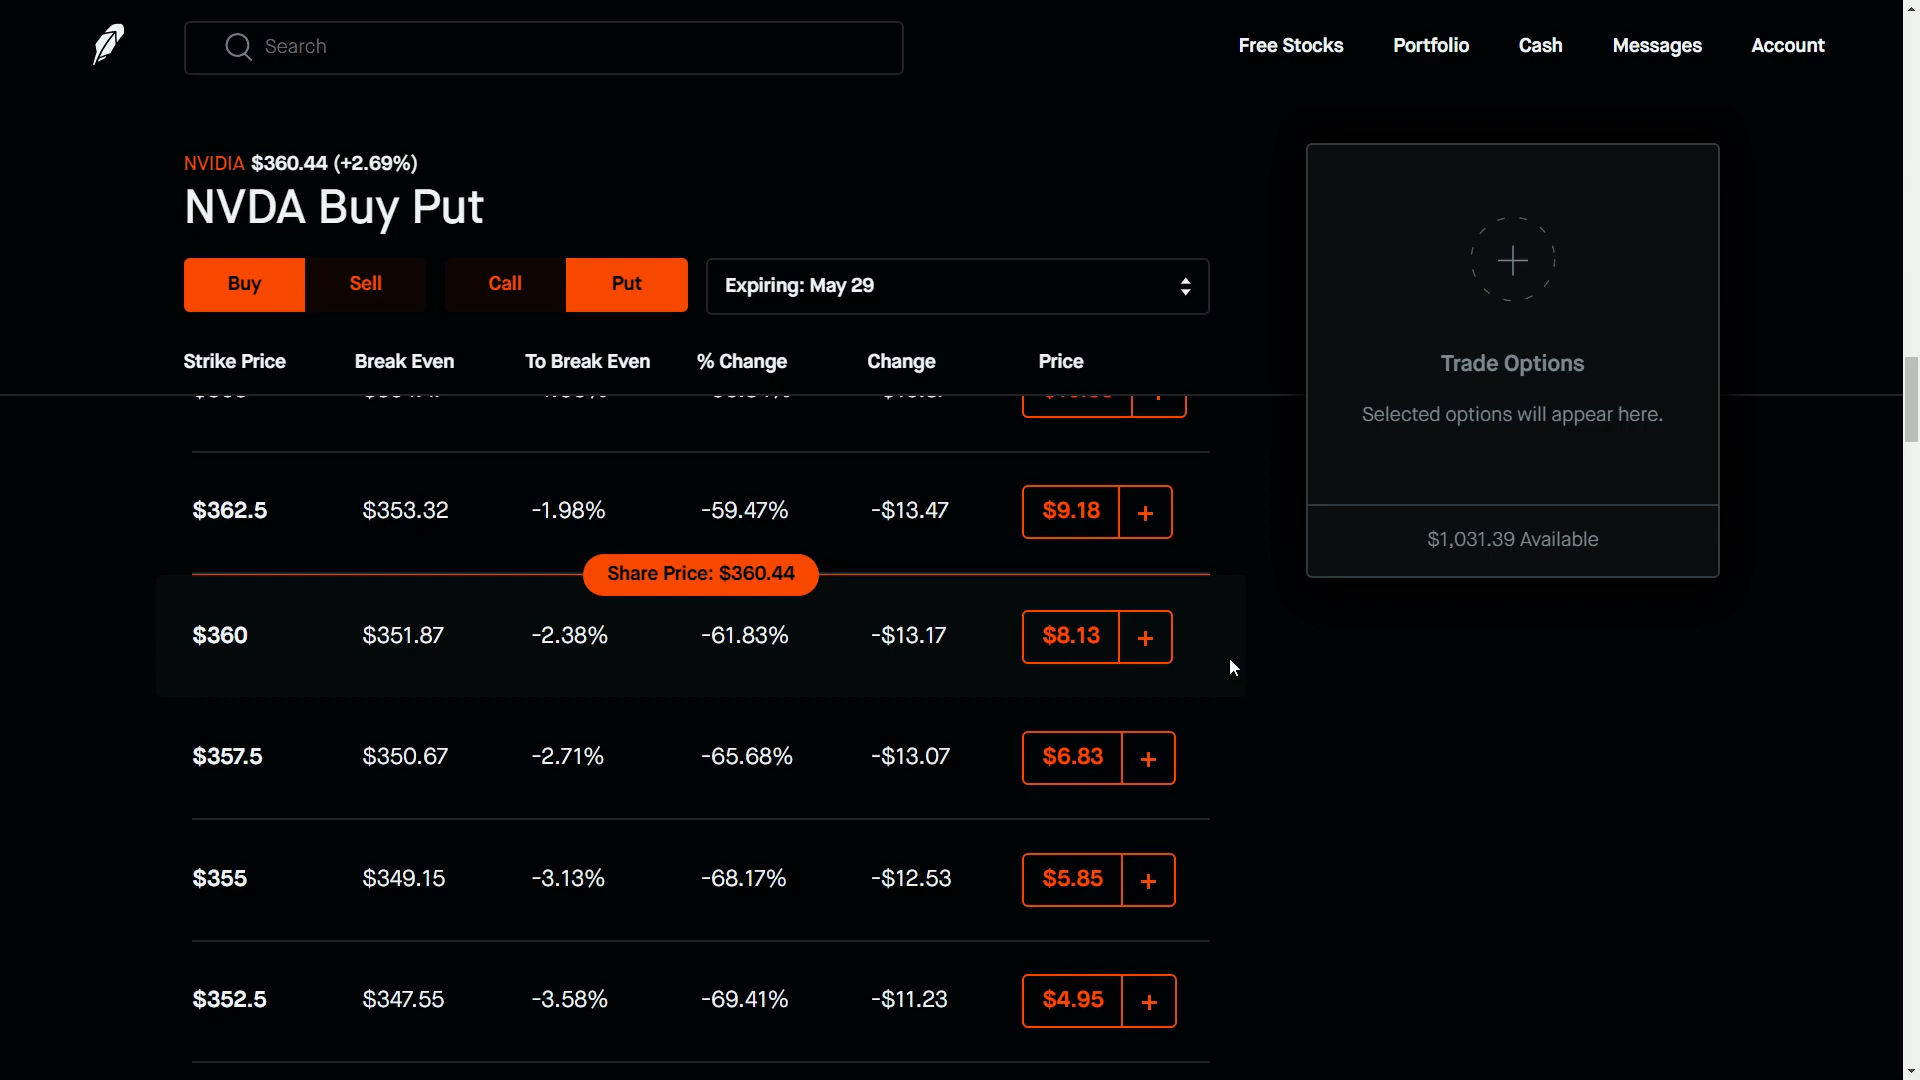 Search
Free Stocks Portfolio Cash Messages Account
NVIDIA $360.44 (+2.69%)
NVDA Buy Put
Buy Sell Call Put Expiring: May 29
Strike Price Break Even To Break Even % Change Change Price
$362.5 $353.32 -1.98% -59.47% -$13.47 $9.18 +
Share Price: $360.44
$360 $351.87 -2.38% -61.83% -$13.17 $8.13 +
$357.5 $350.67 -2.71% -65.68% -$13.07 $6.83 +
$355 $349.15 -3.13% -68.17% -$12.53 $5.85 +
$352.5 $347.55 -3.58% -69.41% -$11.23 $4.95 +
Trade Options
Selected options will appear here.
$1,031.39 Available